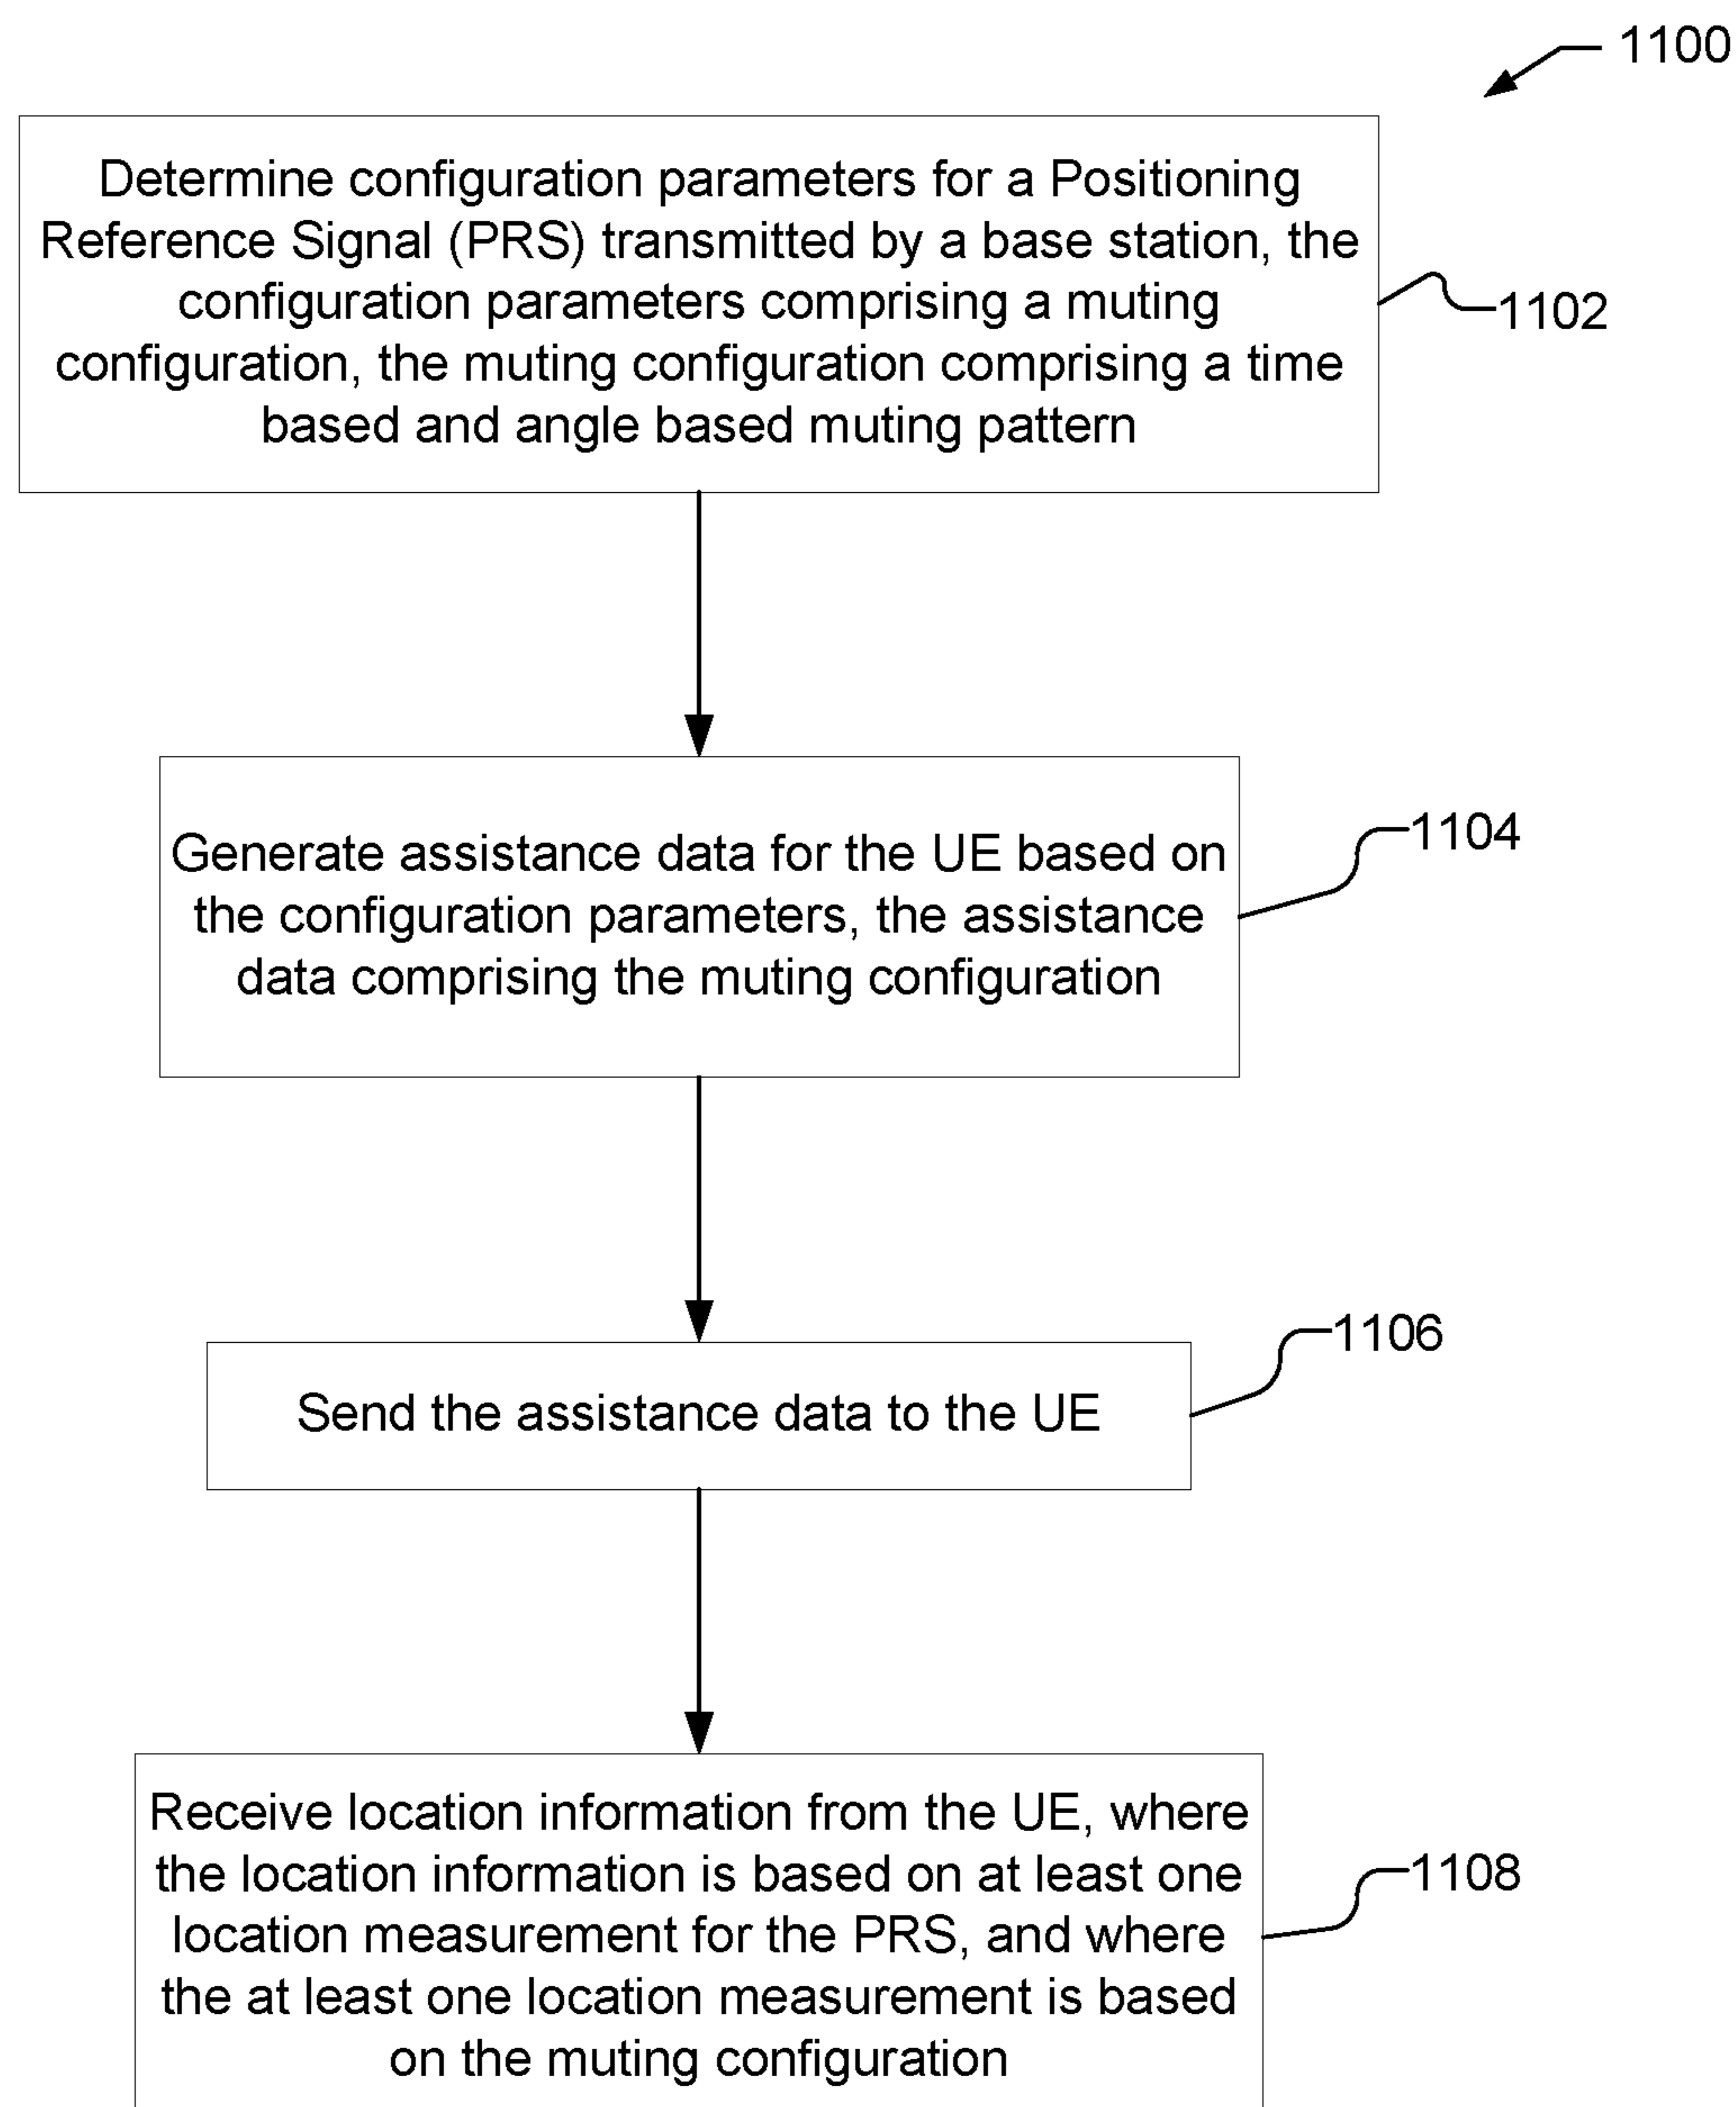 1100
Determine configuration parameters for a Positioning
Reference Signal (PRS) transmitted by a base station, the
configuration parameters comprising a muting
configuration, the muting configuration comprising a time
based and angle based muting pattern
1102
Generate assistance data for the UE based on
the configuration parameters, the assistance
data comprising the muting configuration
1104
Send the assistance data to the UE
1106
Receive location information from the UE, where
the location information is based on at least one
location measurement for the PRS, and where
the at least one location measurement is based
on the muting configuration
1108